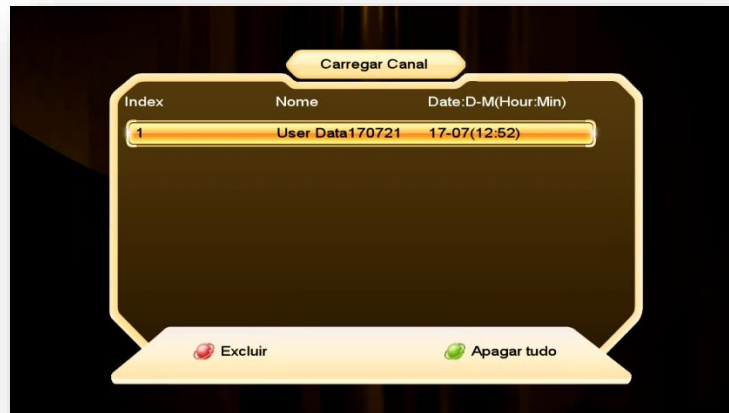 Carregar Canal
Index Nome Date:D-M(Hour:Min)
1 User Data170721 17-07(12:52)
Excluir Apagar tudo